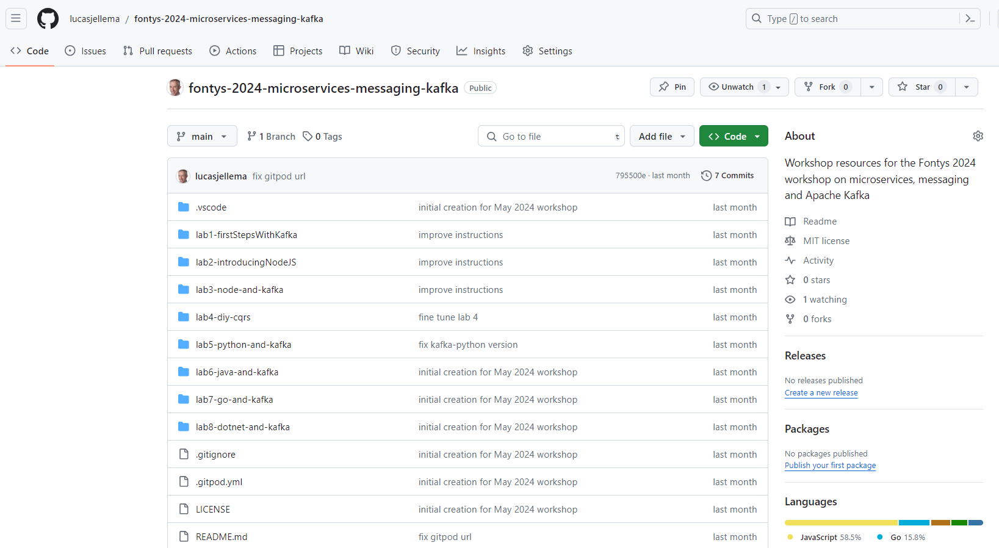 lucasjellema / fontys-2024-microservices-messaging-kafka
Type / to search
Code Issues Pull requests Actions Projects Wiki Security Insights Settings
fontys-2024-microservices-messaging-kafka Public
Pin Unwatch 1 Fork 0 Star 0
main 1 Branch 0 Tags Go to file t Add file Code
lucasjellema fix gitpod url 795500e · last month 7 Commits
.vscode initial creation for May 2024 workshop last month
lab1-firstStepsWithKafka improve instructions last month
lab2-introducingNodeJS improve instructions last month
lab3-node-and-kafka improve instructions last month
lab4-diy-cqrs fine tune lab 4 last month
lab5-python-and-kafka fix kafka-python version last month
lab6-java-and-kafka initial creation for May 2024 workshop last month
lab7-go-and-kafka initial creation for May 2024 workshop last month
lab8-dotnet-and-kafka initial creation for May 2024 workshop last month
.gitignore initial creation for May 2024 workshop last month
.gitpod.yml initial creation for May 2024 workshop last month
LICENSE initial creation for May 2024 workshop last month
README.md fix gitpod url last month
About
Workshop resources for the Fontys 2024
workshop on microservices, messaging
and Apache Kafka
Readme
MIT license
Activity
0 stars
1 watching
0 forks
Releases
No releases published
Create a new release
Packages
No packages published
Publish your first package
Languages
JavaScript 58.5% Go 15.8%